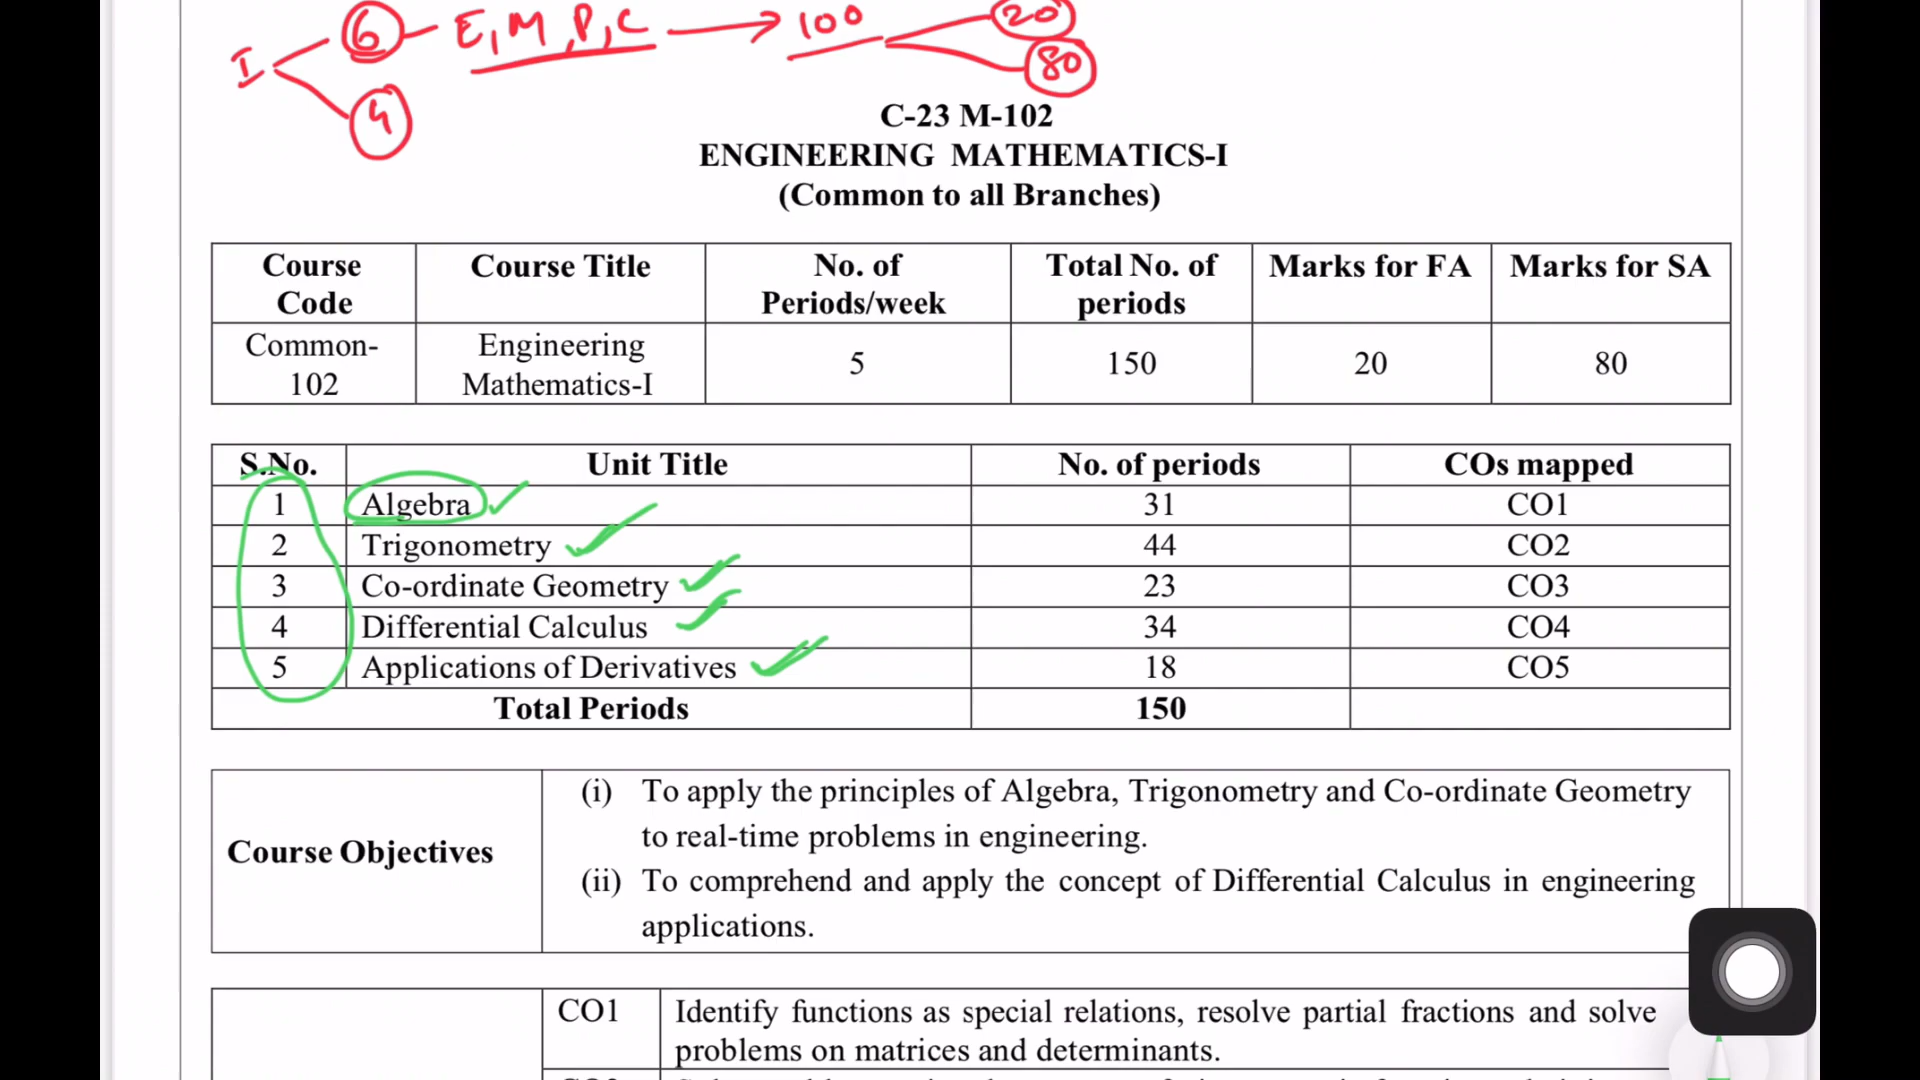 I 6 E, M, P, C → 100 20
80
4
C-23 M-102
ENGINEERING MATHEMATICS-I
(Common to all Branches)
Course Code | Course Title | No. of Periods/week | Total No. of periods | Marks for FA | Marks for SA
Common-102 | Engineering Mathematics-I | 5 | 150 | 20 | 80
S.No. | Unit Title | No. of periods | COs mapped
1 | Algebra | 31 | CO1
2 | Trigonometry | 44 | CO2
3 | Co-ordinate Geometry | 23 | CO3
4 | Differential Calculus | 34 | CO4
5 | Applications of Derivatives | 18 | CO5
Total Periods | 150
Course Objectives
(i) To apply the principles of Algebra, Trigonometry and Co-ordinate Geometry
to real-time problems in engineering.
(ii) To comprehend and apply the concept of Differential Calculus in engineering
applications.
CO1 Identify functions as special relations, resolve partial fractions and solve
problems on matrices and determinants.